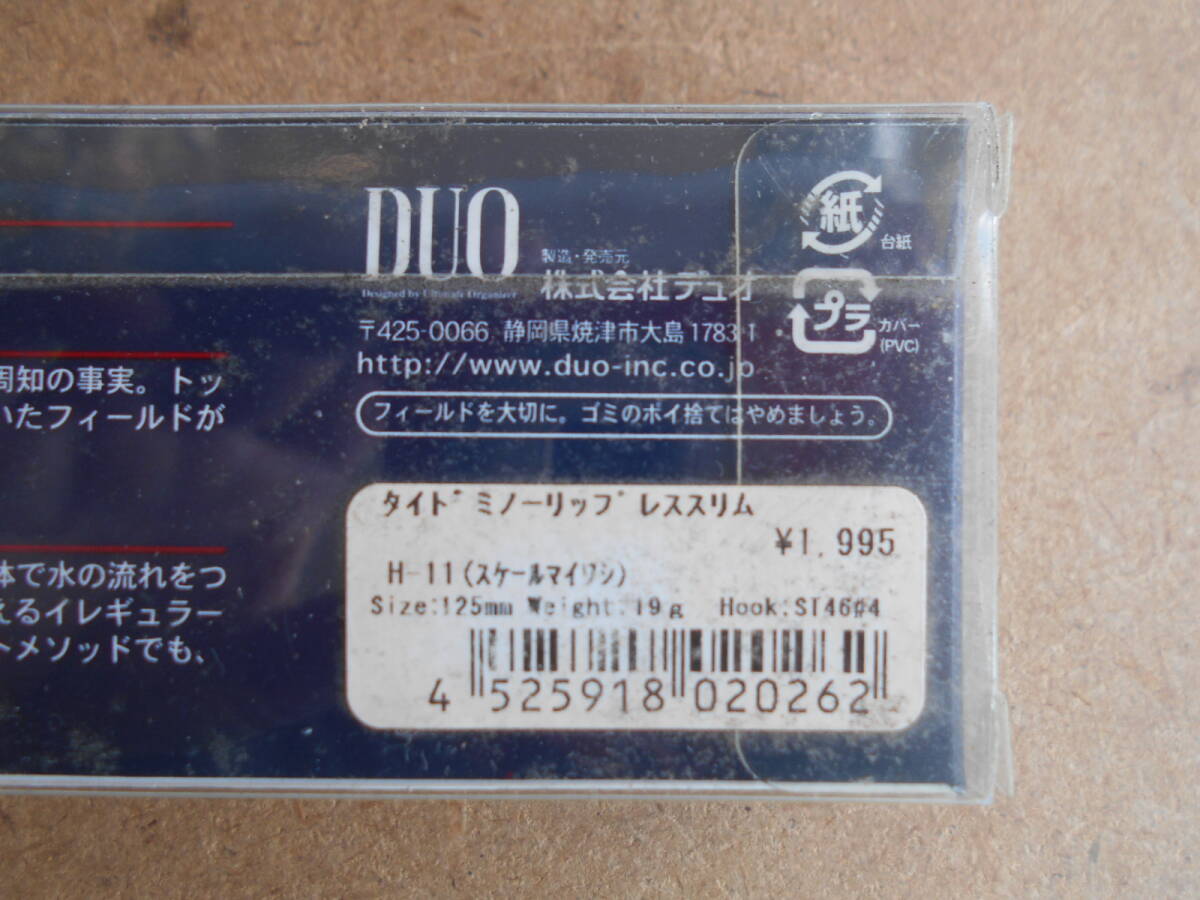 DUO
Designed by Ultimate Organizer
製造・発売元
株式会社デュオ
〒425-0066 静岡県焼津市大島1783-1
http://www.duo-inc.co.jp
フィールドを大切に。ゴミのポイ捨てはやめましょう。
紙
台紙
プラ
カバー
(PVC)
周知の事実。トッ
いたフィールドが
体で水の流れをつ
えるイレギュラー
トメソッドでも、
タイドミノーリップレススリム
¥1,995
H-11(スケールマイワシ)
Size:125mm Weight:19g Hook:ST46#4
4 525918 020262